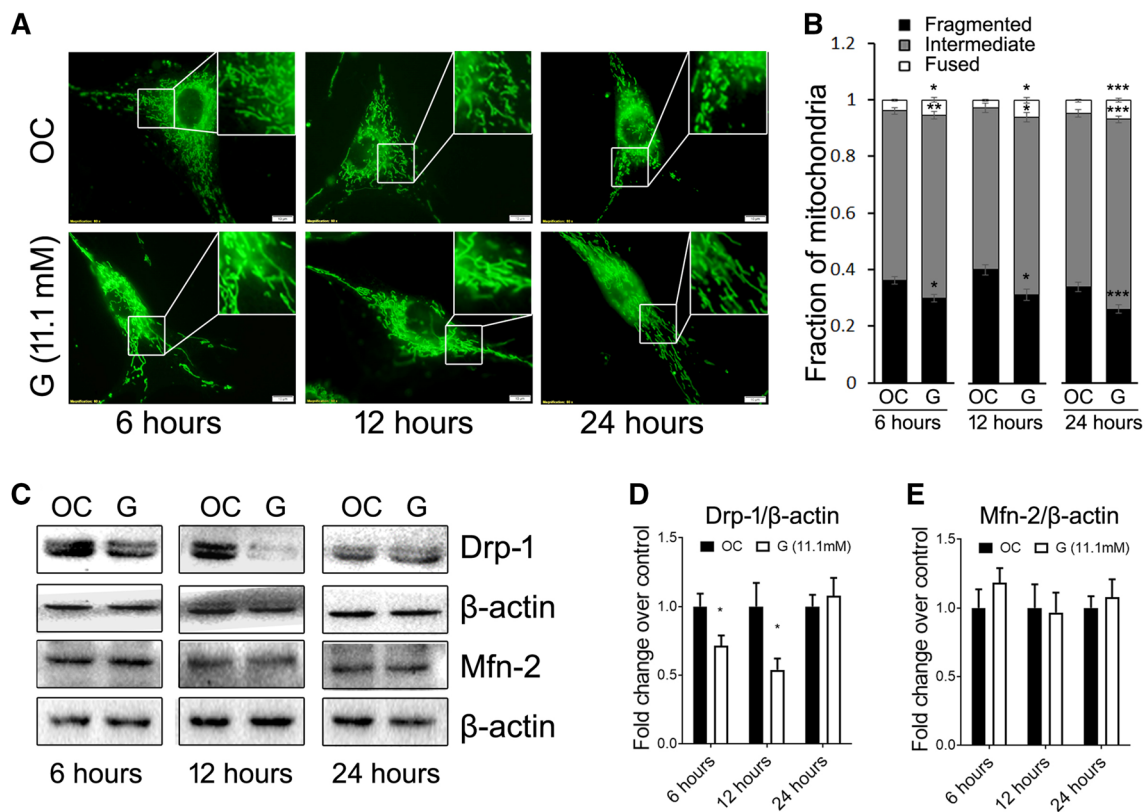 A
OC
G (11.1 mM)
6 hours
12 hours
24 hours
B
Fragmented
Intermediate
Fused
Fraction of mitochondria
1.2
1
0.8
0.6
0.4
0.2
0
* * ***
** * ***
* * ***
OC G OC G OC G
6 hours 12 hours 24 hours
C
OC G OC G OC G
Drp-1
β-actin
Mfn-2
β-actin
6 hours 12 hours 24 hours
D
Drp-1/β-actin
OC G (11.1mM)
Fold change over control
1.5
1.0
0.5
0.0
* *
6 hours
12 hours
24 hours
E
Mfn-2/β-actin
OC G (11.1mM)
Fold change over control
1.5
1.0
0.5
0.0
6 hours
12 hours
24 hours